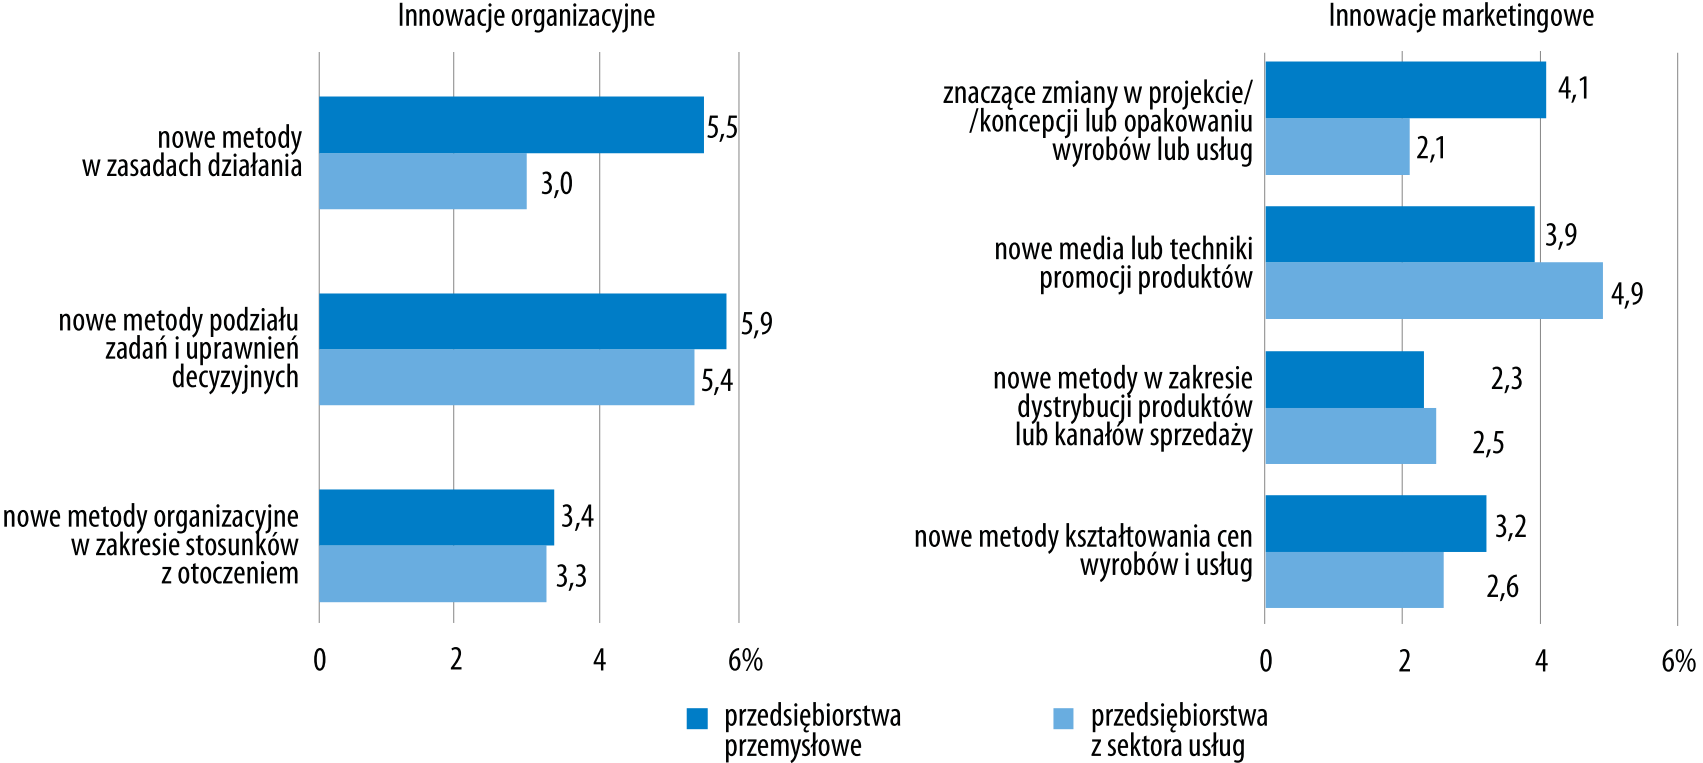 Innowacje organizacyjne
nowe metody
w zasadach działania
5,5
3,0
nowe metody podziału
zadań i uprawnień
decyzyjnych
5,9
5,4
nowe metody organizacyjne
w zakresie stosunków
z otoczeniem
3,4
3,3
0 2 4 6%
Innowacje marketingowe
znaczące zmiany w projekcie/
/koncepcji lub opakowaniu
wyrobów lub usług
4,1
2,1
nowe media lub techniki
promocji produktów
3,9
4,9
nowe metody w zakresie
dystrybucji produktów
lub kanałów sprzedaży
2,3
2,5
nowe metody kształtowania cen
wyrobów i usług
3,2
2,6
0 2 4 6%
przedsiębiorstwa
przemysłowe
przedsiębiorstwa
z sektora usług